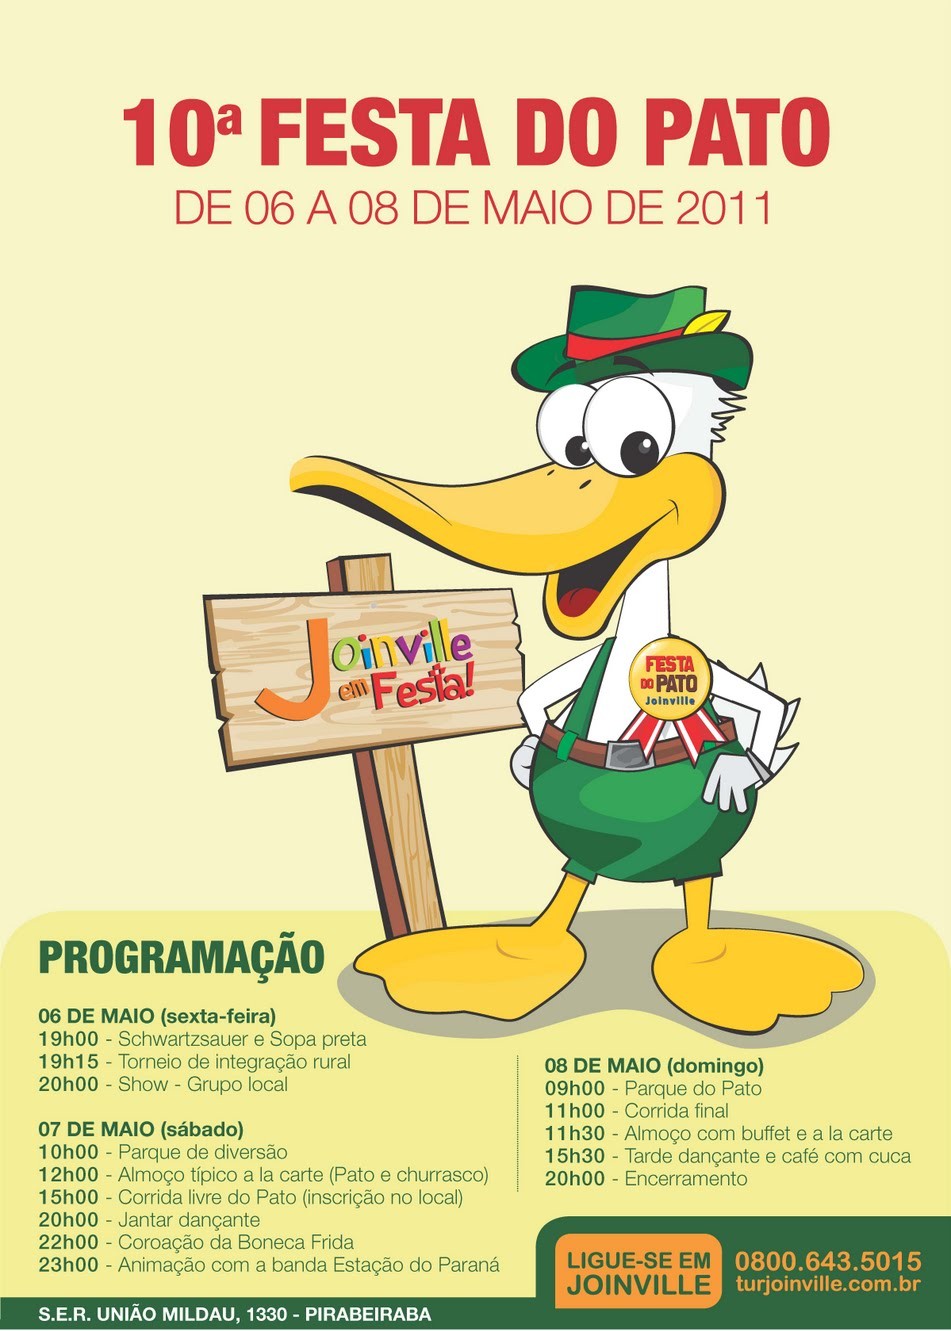 10ª FESTA DO PATO
DE 06 A 08 DE MAIO DE 2011
Joinville
em Festa!
FESTA
DO PATO
Joinville
PROGRAMAÇÃO
06 DE MAIO (sexta-feira)
19h00 - Schwartzsauer e Sopa preta
19h15 - Torneio de integração rural
20h00 - Show - Grupo local
07 DE MAIO (sábado)
10h00 - Parque de diversão
12h00 - Almoço típico a la carte (Pato e churrasco)
15h00 - Corrida livre do Pato (inscrição no local)
20h00 - Jantar dançante
22h00 - Coroação da Boneca Frida
23h00 - Animação com a banda Estação do Paraná
08 DE MAIO (domingo)
09h00 - Parque do Pato
11h00 - Corrida final
11h30 - Almoço com buffet e a la carte
15h30 - Tarde dançante e café com cuca
20h00 - Encerramento
LIGUE-SE EM
JOINVILLE
0800.643.5015
turjoinville.com.br
S.E.R. UNIÃO MILDAU, 1330 - PIRABEIRABA